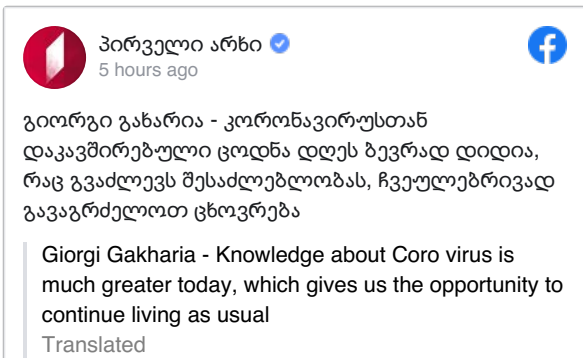 პირველი არხი
5 hours ago
გიორგი გახარია - კორონავირუსთან
დაკავშირებული ცოდნა დღეს ბევრად დიდია,
რაც გვაძლევს შესაძლებლობას, ჩვეულებრივად
გავაგრძელოთ ცხოვრება
Giorgi Gakharia - Knowledge about Coro virus is
much greater today, which gives us the opportunity to
continue living as usual
Translated